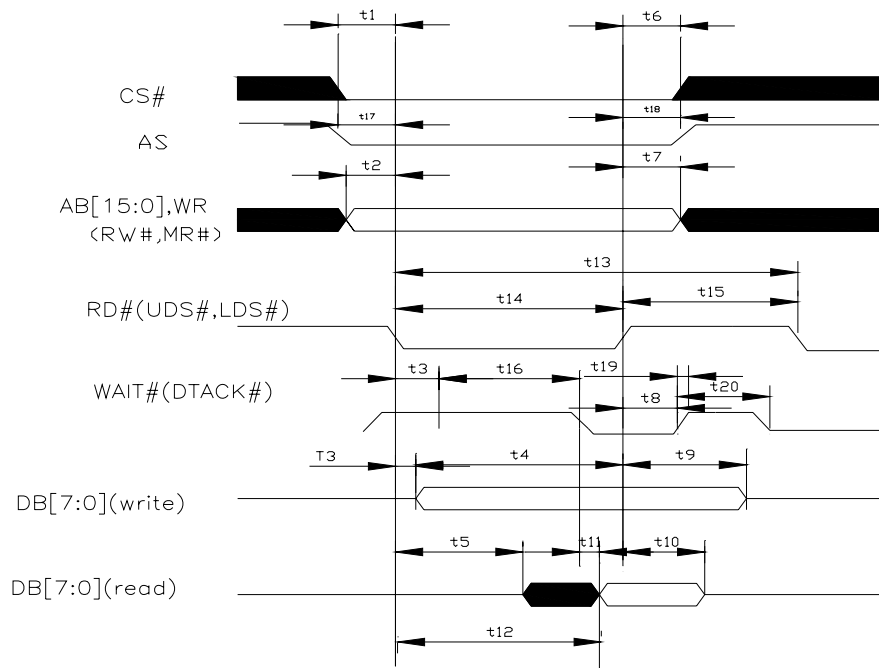 t1 t6
CS#
t17 t18
AS
t2 t7
AB[15:0],WR
(RW#,MR#)
t13
t14 t15
RD#(UDS#,LDS#)
t3 t16 t19 t20
WAIT#(DTACK#)
t8
T3 t4 t9
DB[7:0](write)
t5 t11 t10
DB[7:0](read)
t12